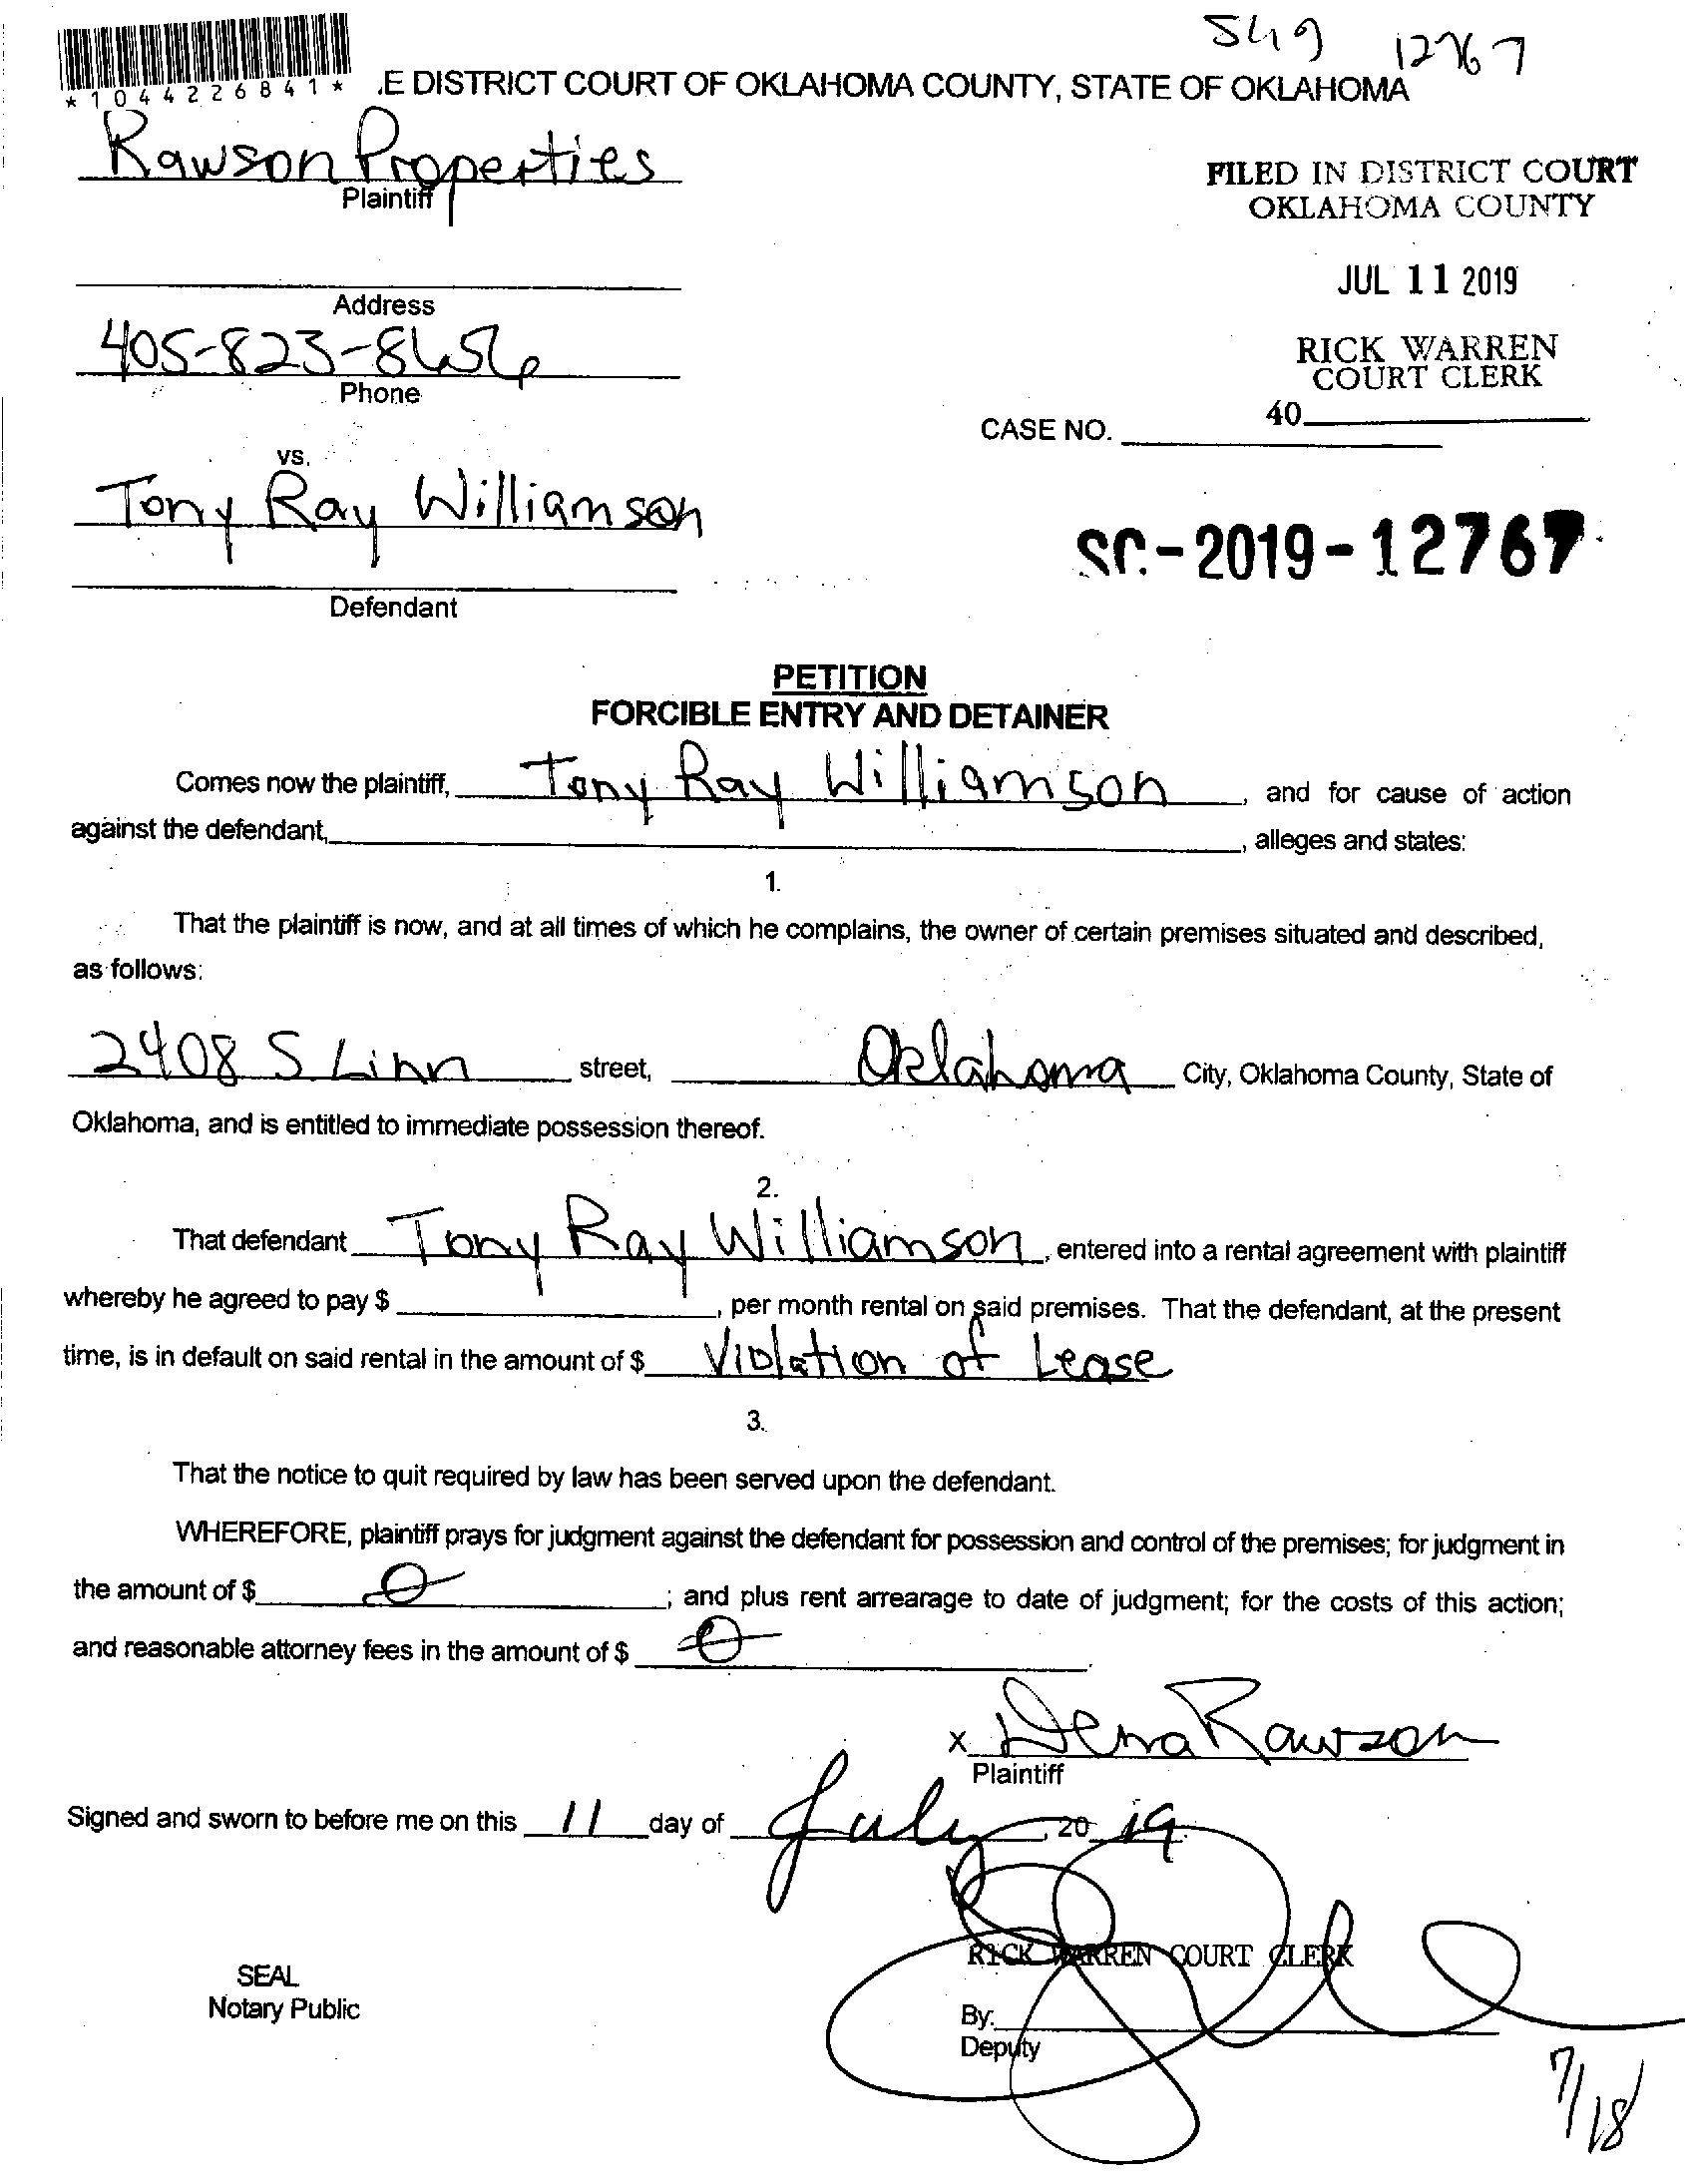 549 12767
*1044226841*
.E DISTRICT COURT OF OKLAHOMA COUNTY, STATE OF OKLAHOMA
Rawson Properties
Plaintiff
FILED IN DISTRICT COURT
OKLAHOMA COUNTY
JUL 11 2019
Address
RICK WARREN
COURT CLERK
405-823-8656
Phone
40
CASE NO.
vs.
Tony Ray Williamson
SC-2019-12767
Defendant
PETITION
FORCIBLE ENTRY AND DETAINER
Comes now the plaintiff, Tony Ray Williamson, and for cause of action
against the defendant, , alleges and states:
1.
That the plaintiff is now, and at all times of which he complains, the owner of certain premises situated and described,
as follows:
2408 S Linn street, Oklahoma City, Oklahoma County, State of
Oklahoma, and is entitled to immediate possession thereof.
2.
That defendant Tony Ray Williamson, entered into a rental agreement with plaintiff
whereby he agreed to pay $ , per month rental on said premises. That the defendant, at the present
time, is in default on said rental in the amount of $ Violation of Lease
3.
That the notice to quit required by law has been served upon the defendant.
WHEREFORE, plaintiff prays for judgment against the defendant for possession and control of the premises; for judgment in
the amount of $ 0 ; and plus rent arrearage to date of judgment; for the costs of this action;
and reasonable attorney fees in the amount of $ 0 .
x Dena Rawson
Plaintiff
Signed and sworn to before me on this 11 day of July, 20 19.
RICK WARREN COURT CLERK
SEAL
Notary Public
By:
Deputy
7/18